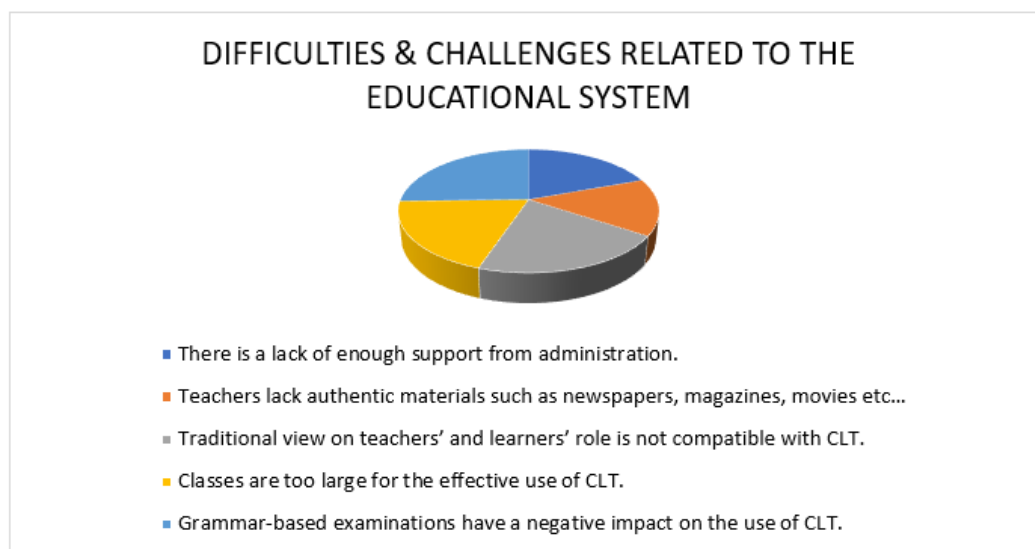 DIFFICULTIES & CHALLENGES RELATED TO THE
EDUCATIONAL SYSTEM
There is a lack of enough support from administration.
Teachers lack authentic materials such as newspapers, magazines, movies etc...
Traditional view on teachers’ and learners’ role is not compatible with CLT.
Classes are too large for the effective use of CLT.
Grammar-based examinations have a negative impact on the use of CLT.